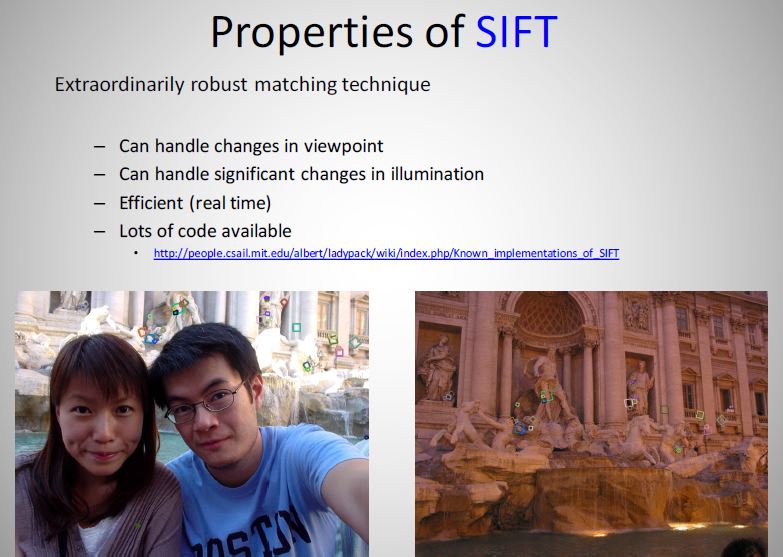 Properties of SIFT
Extraordinarily robust matching technique
– Can handle changes in viewpoint
– Can handle significant changes in illumination
– Efficient (real time)
– Lots of code available
• http://people.csail.mit.edu/albert/ladypack/wiki/index.php/Known_implementations_of_SIFT
BOSTIN